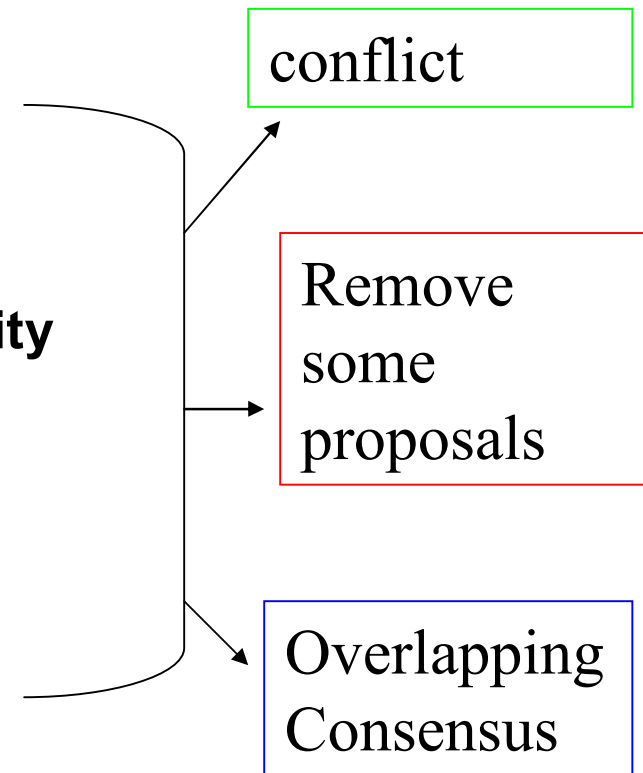 conflict
ity
Remove
some
proposals
Overlapping
Consensus